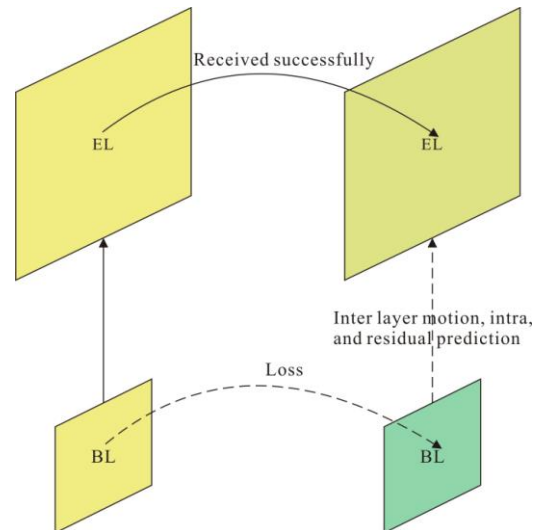 Received successfully
EL
EL
Inter layer motion, intra,
and residual prediction
Loss
BL
BL